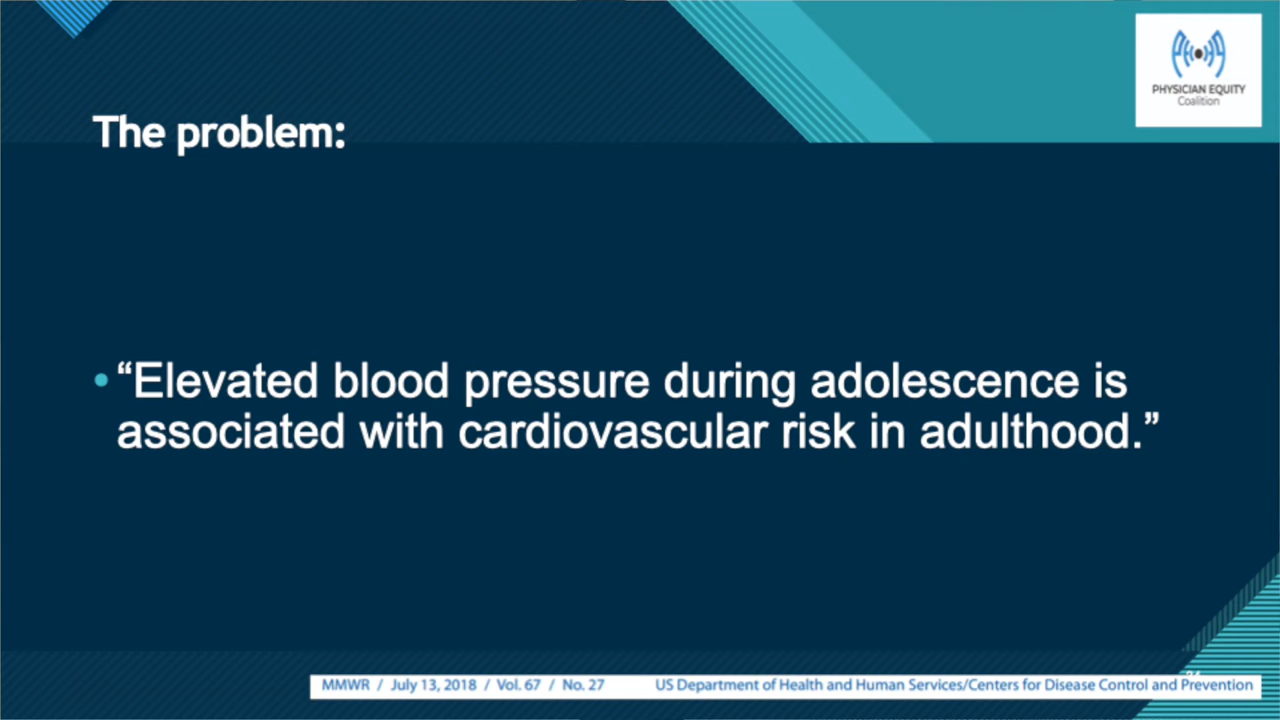 PHYSICIAN EQUITY
Coalition
The problem:
• “Elevated blood pressure during adolescence is
associated with cardiovascular risk in adulthood.”
MMWR / July 13, 2018 / Vol. 67 / No. 27 US Department of Health and Human Services/Centers for Disease Control and Prevention